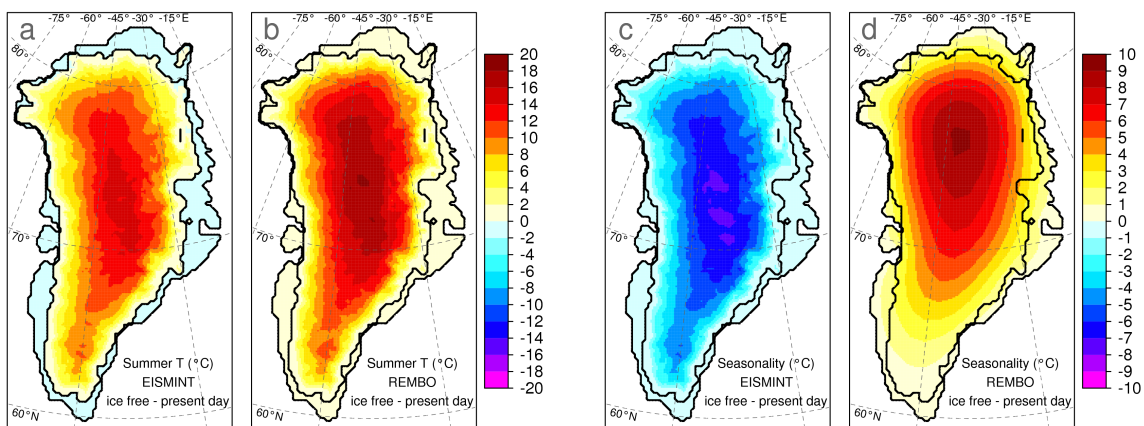 a
-75° -60° -45° -30° -15° E
80°
70°
60°N
Summer T (°C)
EISMINT
ice free - present day
b
-75° -60° -45° -30° -15° E
80°
70°
60°N
Summer T (°C)
REMBO
ice free - present day
20
18
16
14
12
10
8
6
4
2
0
-2
-4
-6
-8
-10
-12
-14
-16
-18
-20
c
-75° -60° -45° -30° -15° E
80°
70°
60°N
Seasonality (°C)
EISMINT
ice free - present day
d
-75° -60° -45° -30° -15° E
80°
70°
60°N
Seasonality (°C)
REMBO
ice free - present day
10
9
8
7
6
5
4
3
2
1
0
-1
-2
-3
-4
-5
-6
-7
-8
-9
-10